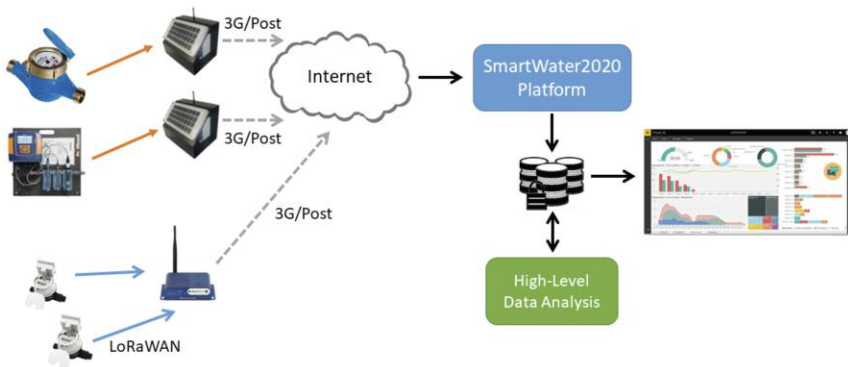 3G/Post
3G/Post
Internet
SmartWater2020
Platform
3G/Post
High-Level
Data Analysis
LoRaWAN